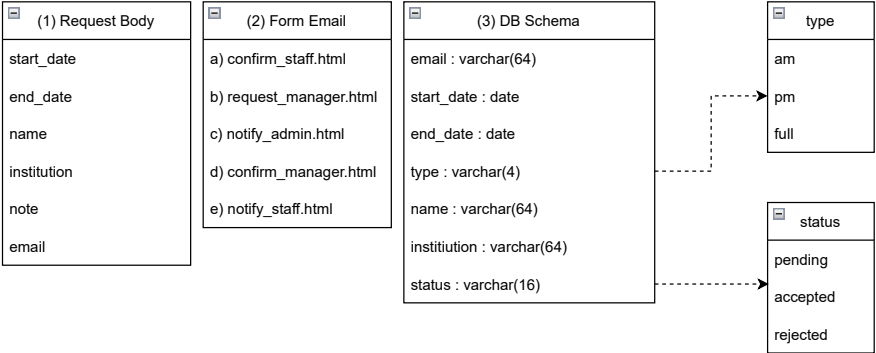 (1) Request Body
start_date
end_date
name
institution
note
email
(2) Form Email
a) confirm_staff.html
b) request_manager.html
c) notify_admin.html
d) confirm_manager.html
e) notify_staff.html
(3) DB Schema
email : varchar(64)
start_date : date
end_date : date
type : varchar(4)
name : varchar(64)
institiution : varchar(64)
status : varchar(16)
type
am
pm
full
status
pending
accepted
rejected